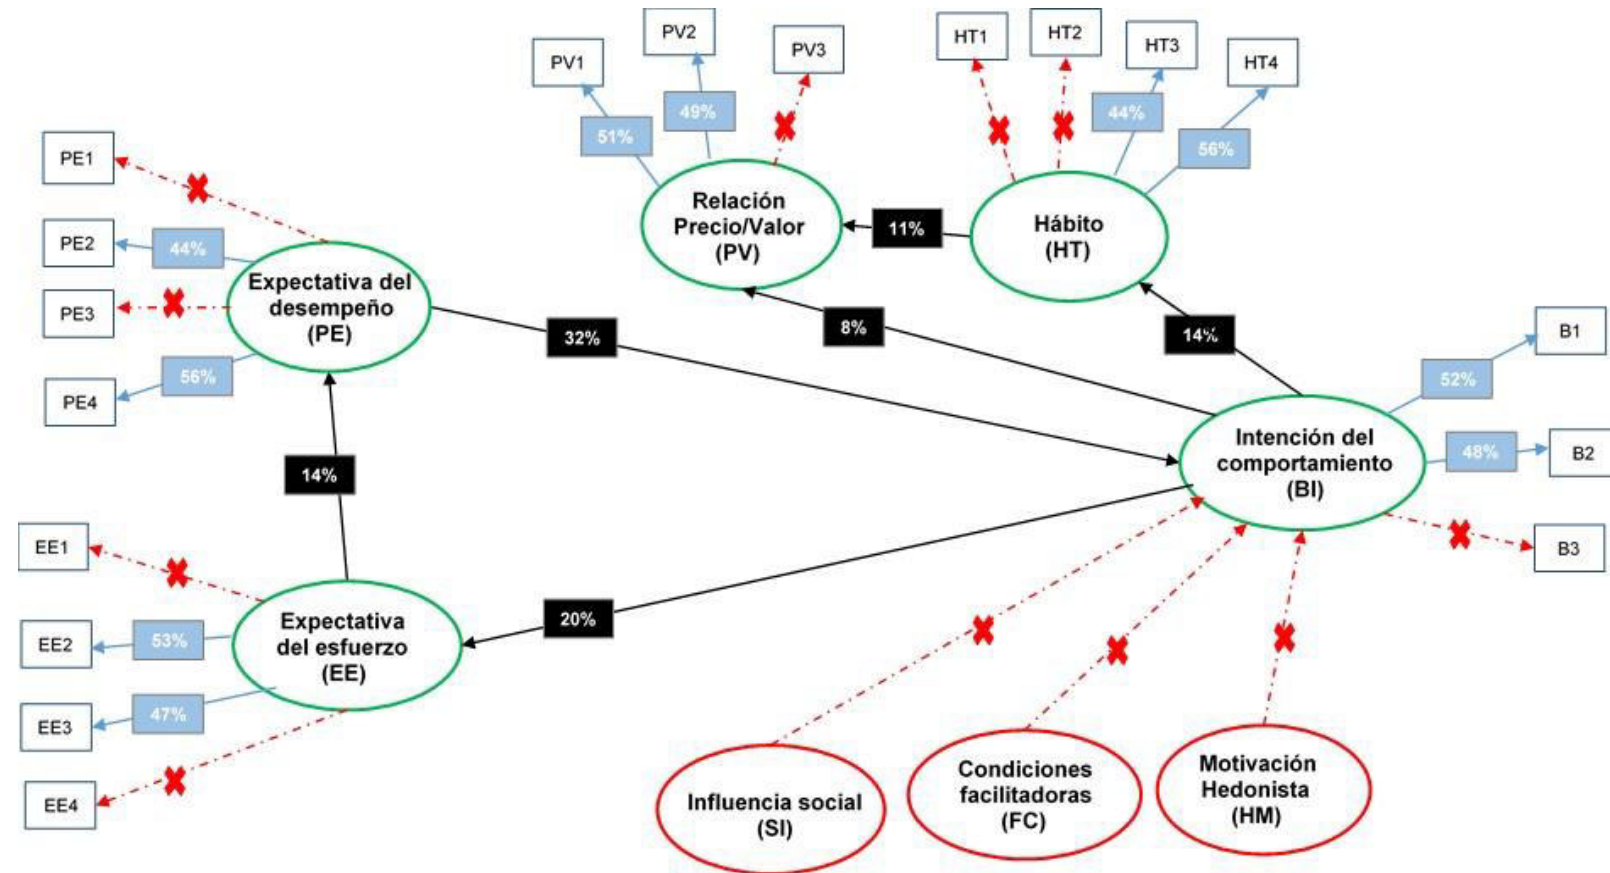 PV1
PV2
PV3
HT1
HT2
HT3
HT4
51%
49%
44%
56%
PE1
PE2
PE3
PE4
44%
56%
Relación
Precio/Valor
(PV)
11%
Hábito
(HT)
Expectativa del
desempeño
(PE)
32%
8%
14%
B1
B2
B3
52%
48%
Intención del
comportamiento
(BI)
14%
EE1
EE2
EE3
EE4
53%
47%
Expectativa
del esfuerzo
(EE)
20%
Influencia social
(SI)
Condiciones
facilitadoras
(FC)
Motivación
Hedonista
(HM)